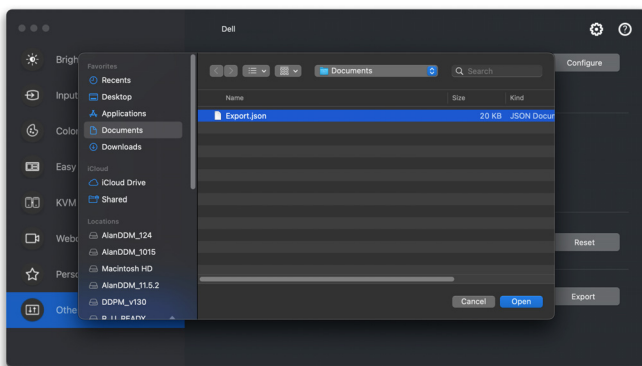 Dell
Brigh
Input
Color
Easy
KVM
Webc
Perso
Othe
Favorites
Recents
Desktop
Applications
Documents
Downloads
iCloud
iCloud Drive
Shared
Locations
AlanDDM_124
AlanDDM_1015
Macintosh HD
AlanDDM_11.5.2
DDPM_v130
Documents
Search
Name Size Kind
Export.json 20 KB JSON Docur
Cancel Open
Configure
Reset
Export